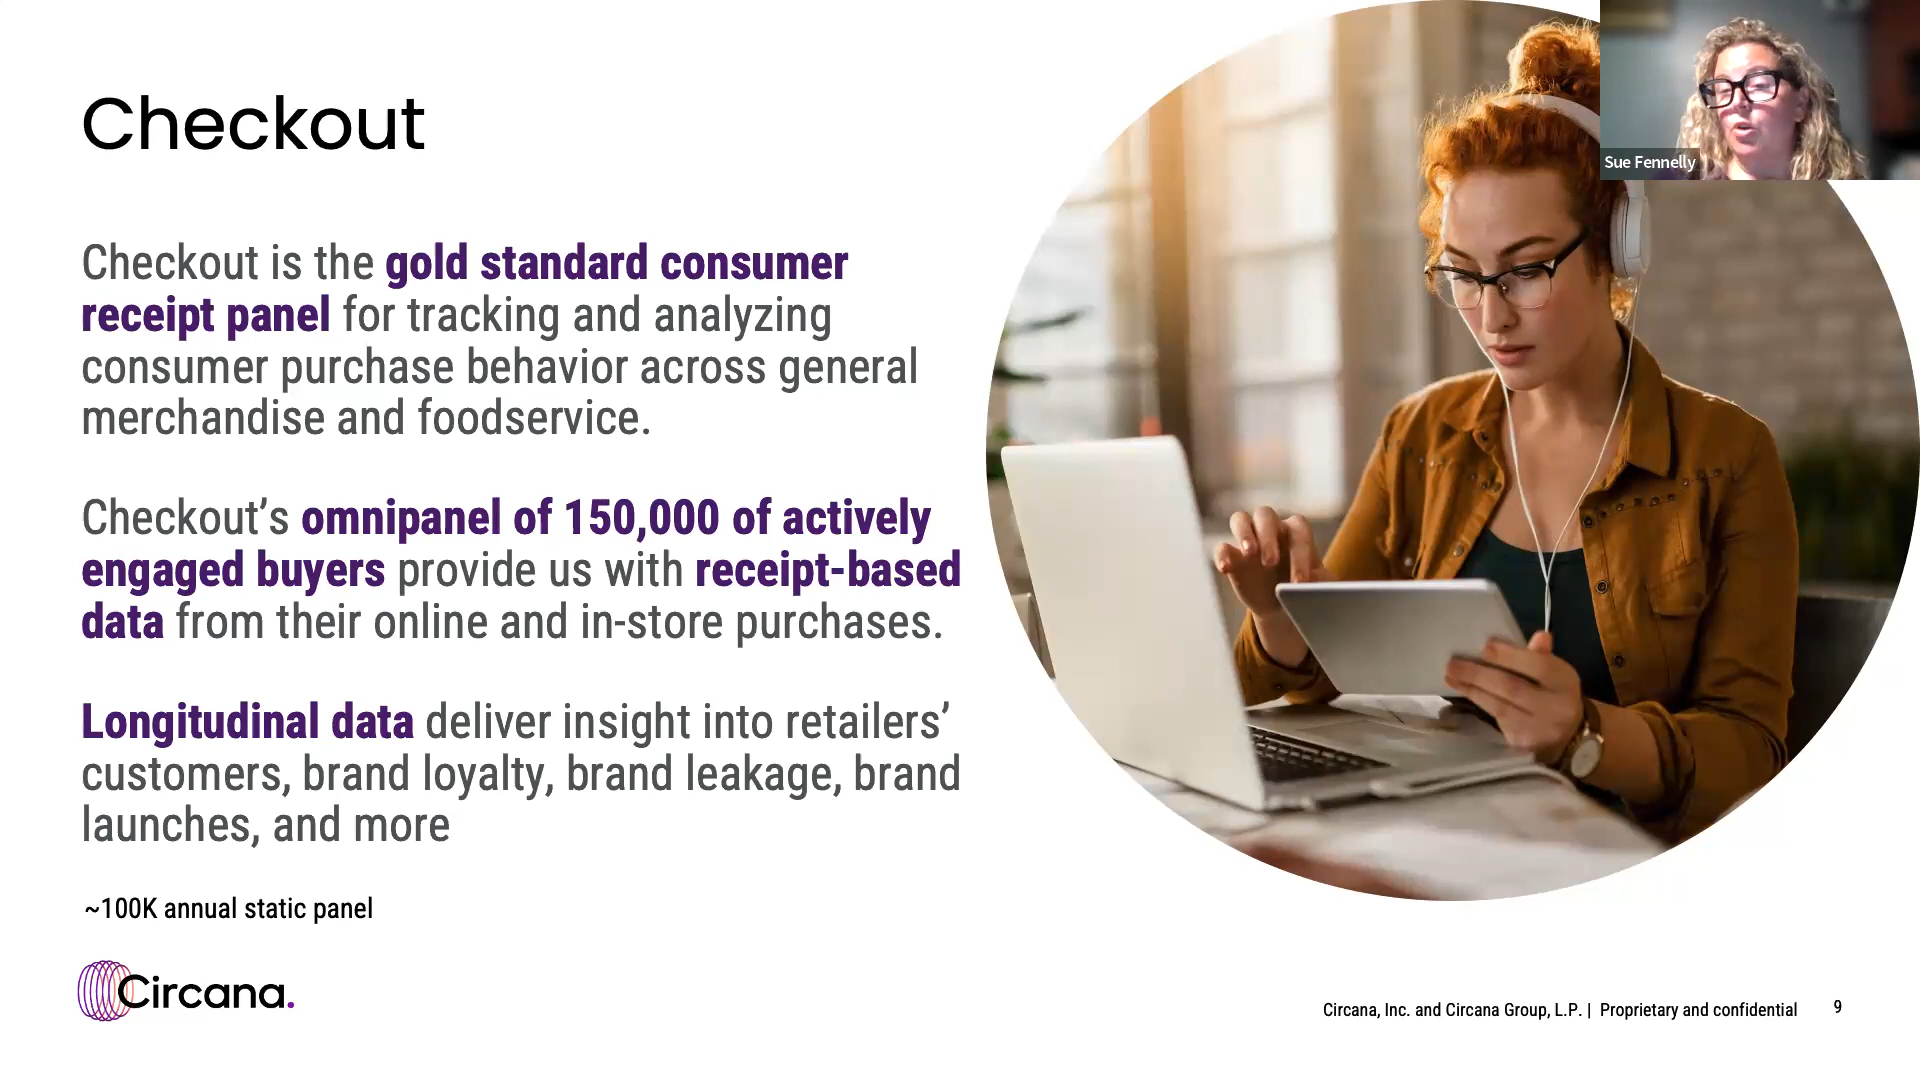 Checkout
Sue Fennelly
Checkout is the gold standard consumer
receipt panel for tracking and analyzing
consumer purchase behavior across general
merchandise and foodservice.
Checkout’s omnipanel of 150,000 of actively
engaged buyers provide us with receipt-based
data from their online and in-store purchases.
Longitudinal data deliver insight into retailers’
customers, brand loyalty, brand leakage, brand
launches, and more
~100K annual static panel
Circana.
Circana, Inc. and Circana Group, L.P. | Proprietary and confidential 9